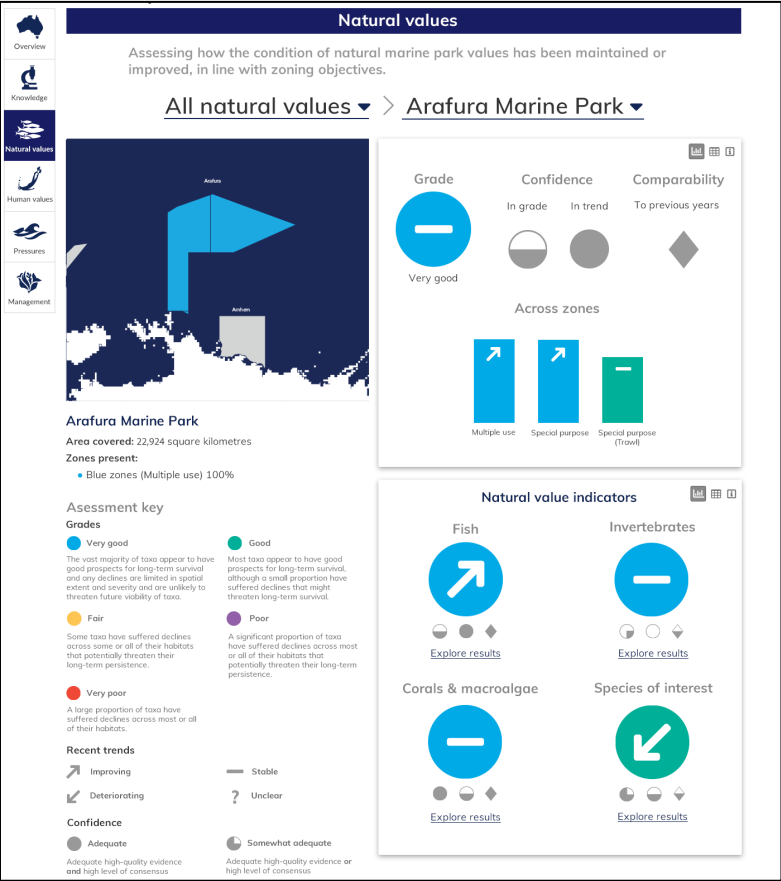 Natural values
Overview
Knowledge
Natural values
Human values
Pressures
Management
Assessing how the condition of natural marine park values has been maintained or
improved, in line with zoning objectives.
All natural values
Arafura Marine Park
Arafura
Arnhem
Arafura Marine Park
Area covered: 22,924 square kilometres
Zones present:
• Blue zones (Multiple use) 100%
Asessment key
Grades
Very good
The vast majority of taxa appear to have
good prospects for long-term survival
and any declines are limited in spatial
extent and severity and are unlikely to
threaten future viability of taxa.
Good
Most taxa appear to have good
prospects for long-term survival,
although a small proportion have
suffered declines that might
threaten long-term survival.
Fair
Some taxa have suffered declines
across some or all of their habitats
that potentially threaten their
long-term persistence.
Poor
A significant proportion of taxa
have suffered declines across most
or all of their habitats that
potentially threaten their long-term
persistence.
Very poor
A large proportion of taxa have
suffered declines across most or all
of their habitats.
Recent trends
Improving
Stable
Deteriorating
? Unclear
Confidence
Adequate
Adequate high-quality evidence
and high level of consensus
Somewhat adequate
Adequate high-quality evidence or
high level of consensus
Grade
Very good
Confidence
In grade
In trend
Comparability
To previous years
Across zones
Multiple use
Special purpose
Special purpose
(Trawl)
Natural value indicators
Fish
Explore results
Invertebrates
Explore results
Corals & macroalgae
Explore results
Species of interest
Explore results